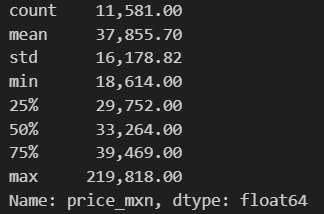 count 11,581.00
mean 37,855.70
std 16,178.82
min 18,614.00
25% 29,752.00
50% 33,264.00
75% 39,469.00
max 219,818.00
Name: price_mxn, dtype: float64